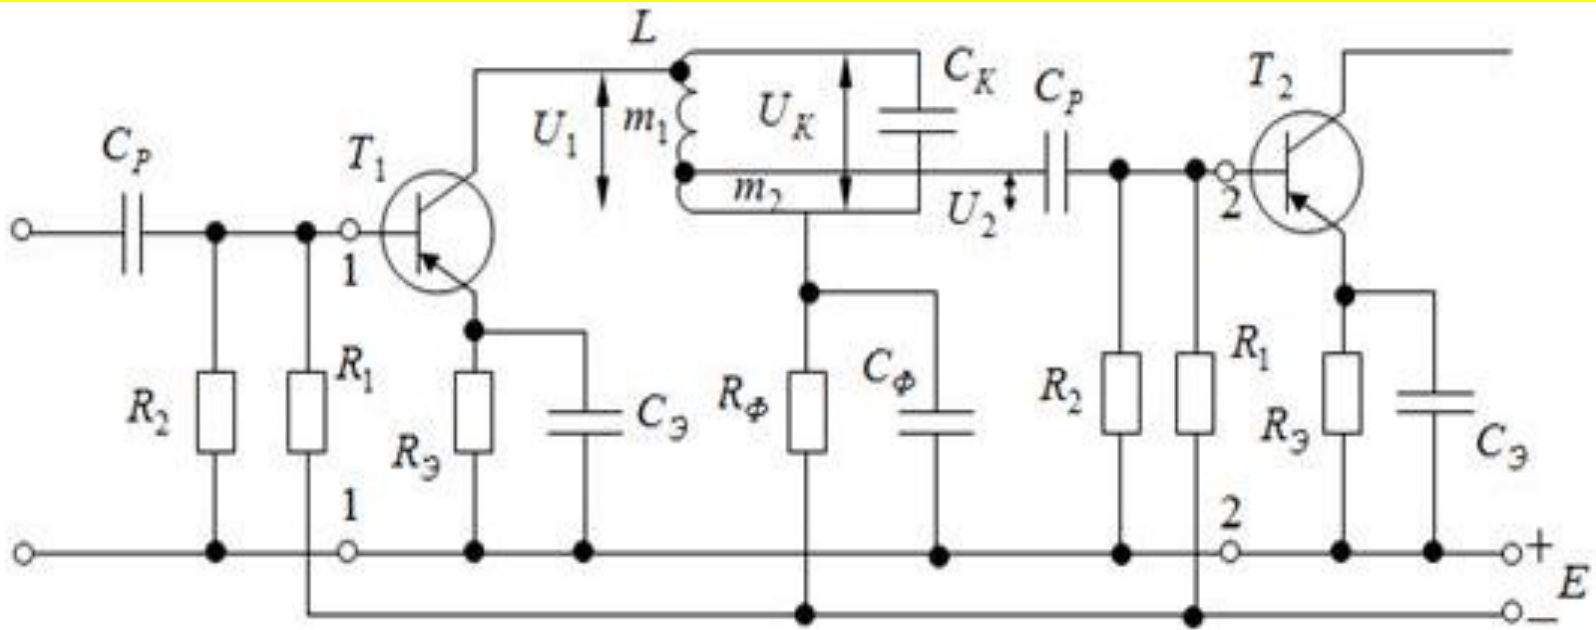 L
C_K
C_P
T_2
U_1
m_1
U_K
C_P
T_1
m_2
U_2
2
1
R_2
R_1
R_Э
C_Э
R_Ф
C_Ф
R_2
R_1
R_Э
C_Э
1
2
+
E
−